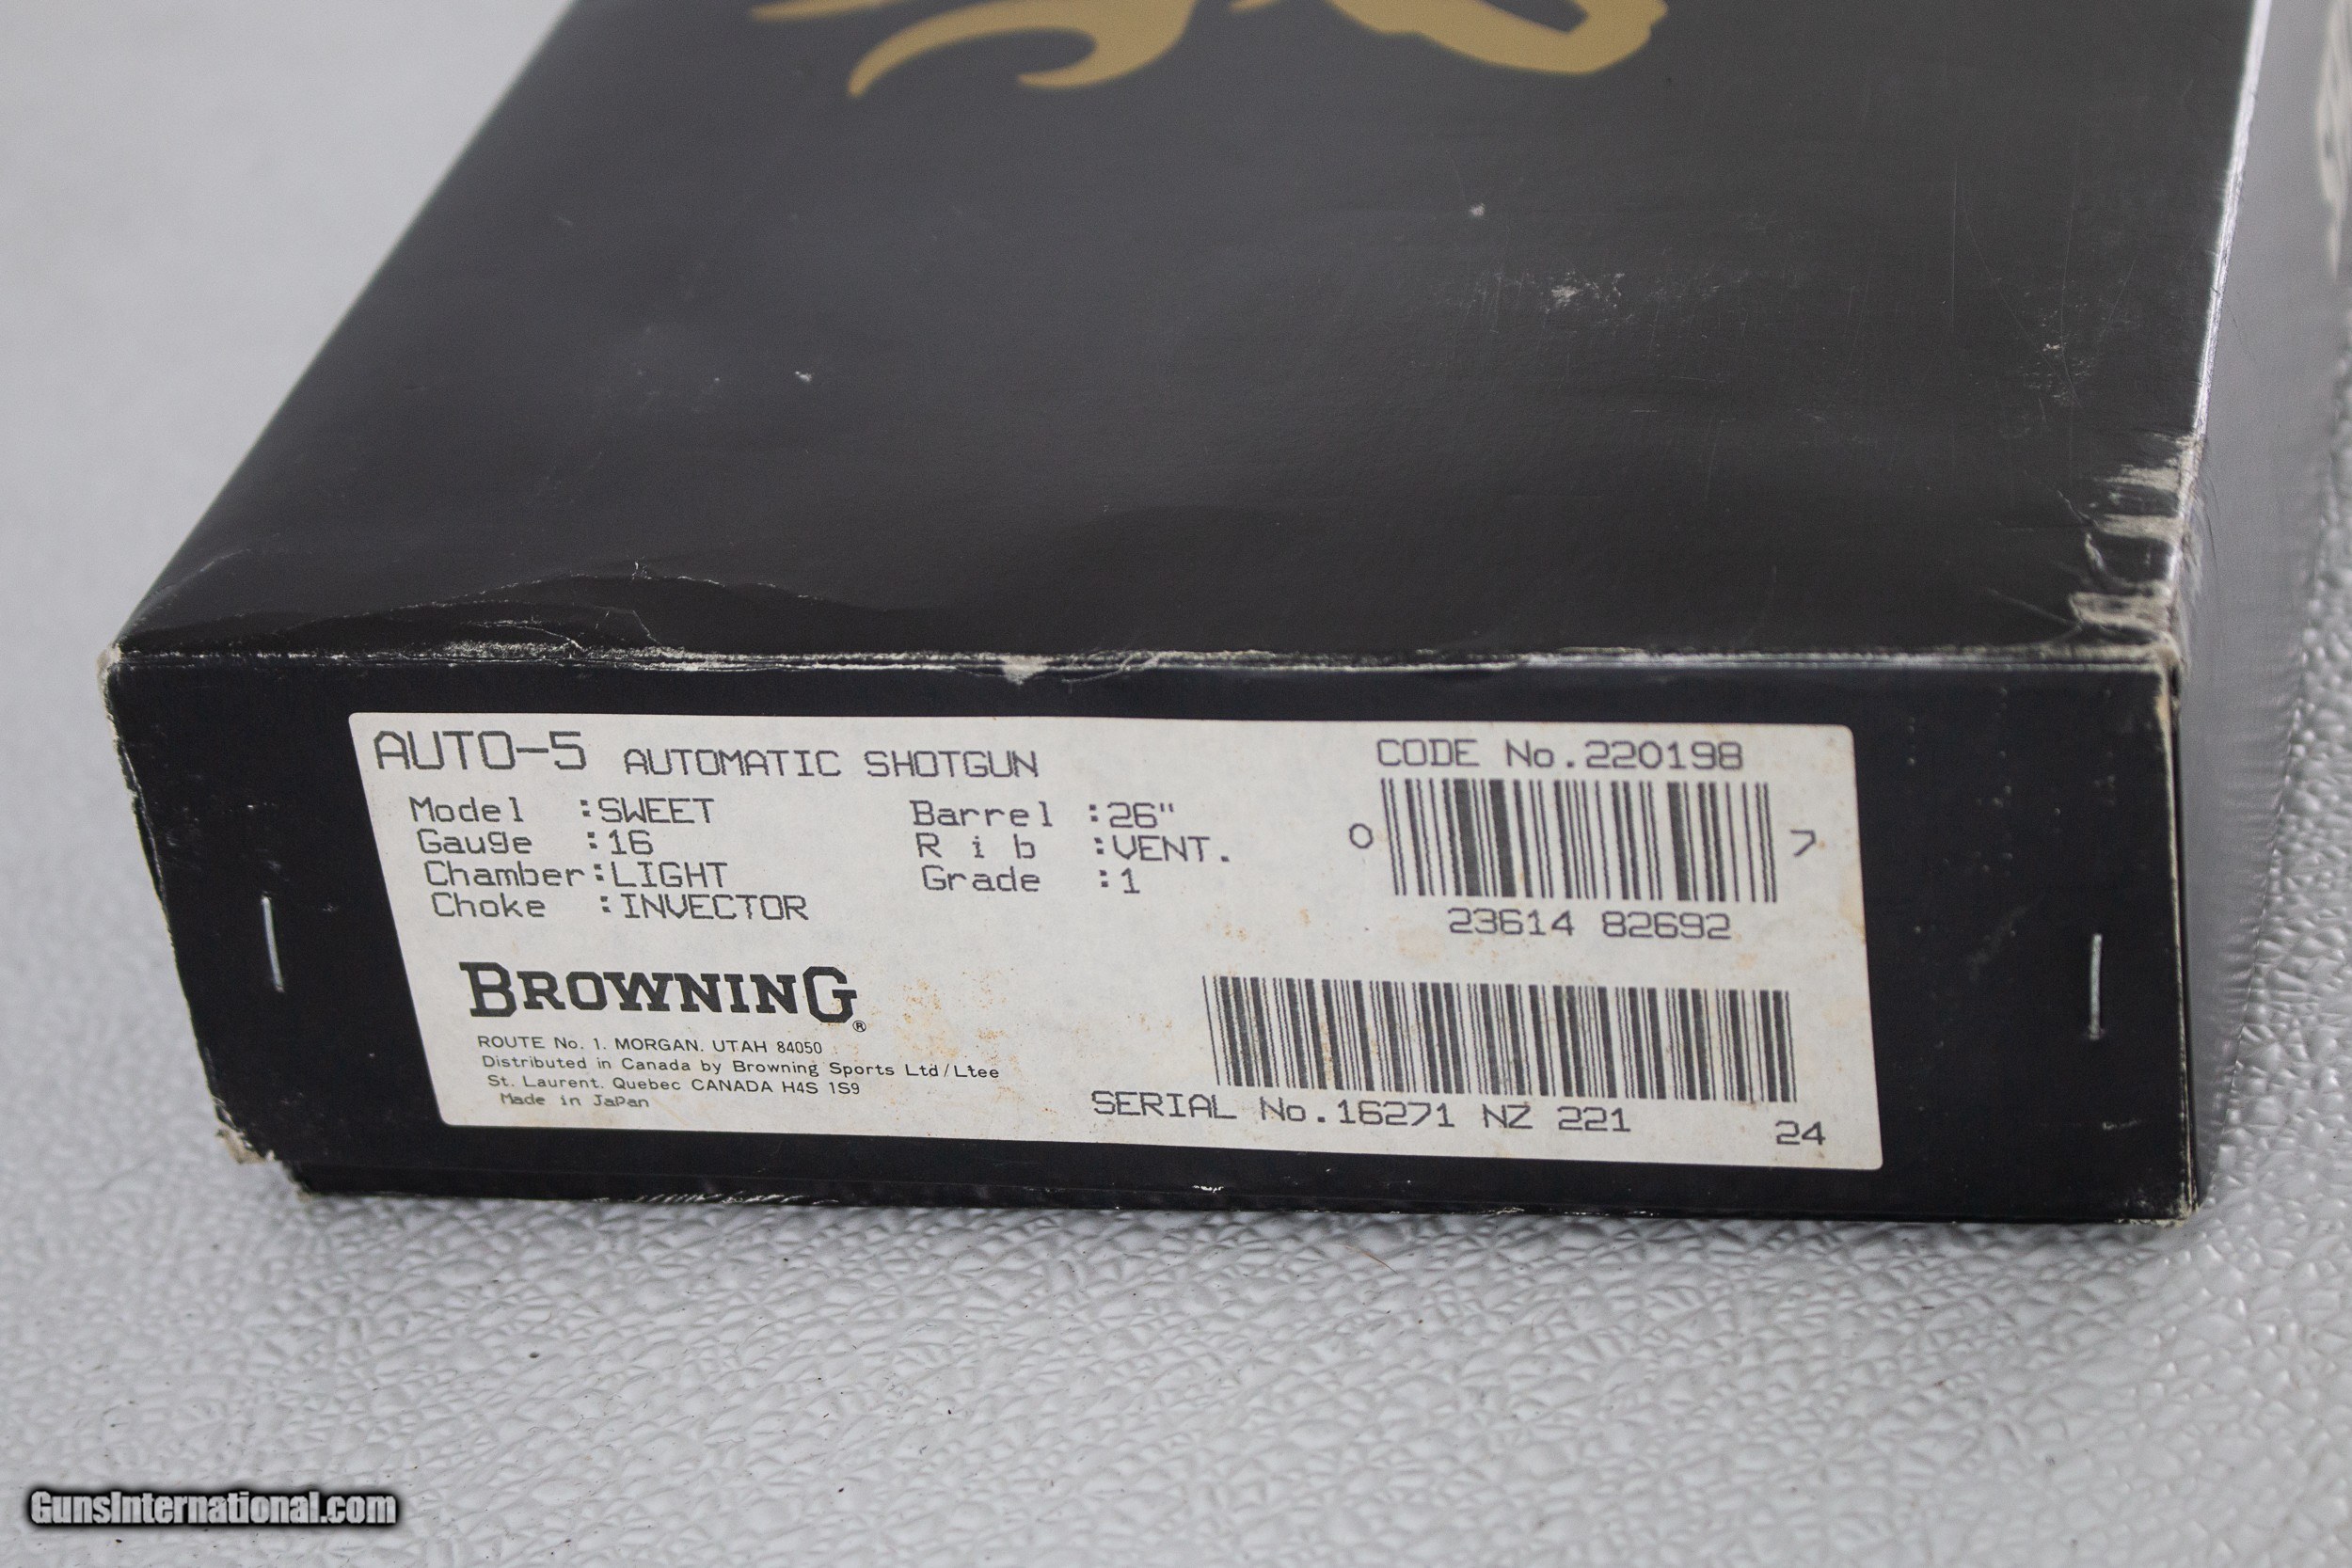 AUTO-5 AUTOMATIC SHOTGUN
Model :SWEET
Gauge :16
Chamber:LIGHT
Choke :INVECTOR
Barrel :26"
Rib :VENT.
Grade :1
CODE No.220198
0 7
23614 82692
BROWNING®
ROUTE No. 1. MORGAN. UTAH 84050
Distributed in Canada by Browning Sports Ltd/Ltee
St. Laurent. Quebec CANADA H4S 1S9
Made in Japan
SERIAL No.16271 NZ 221
24
GunsInternational.com